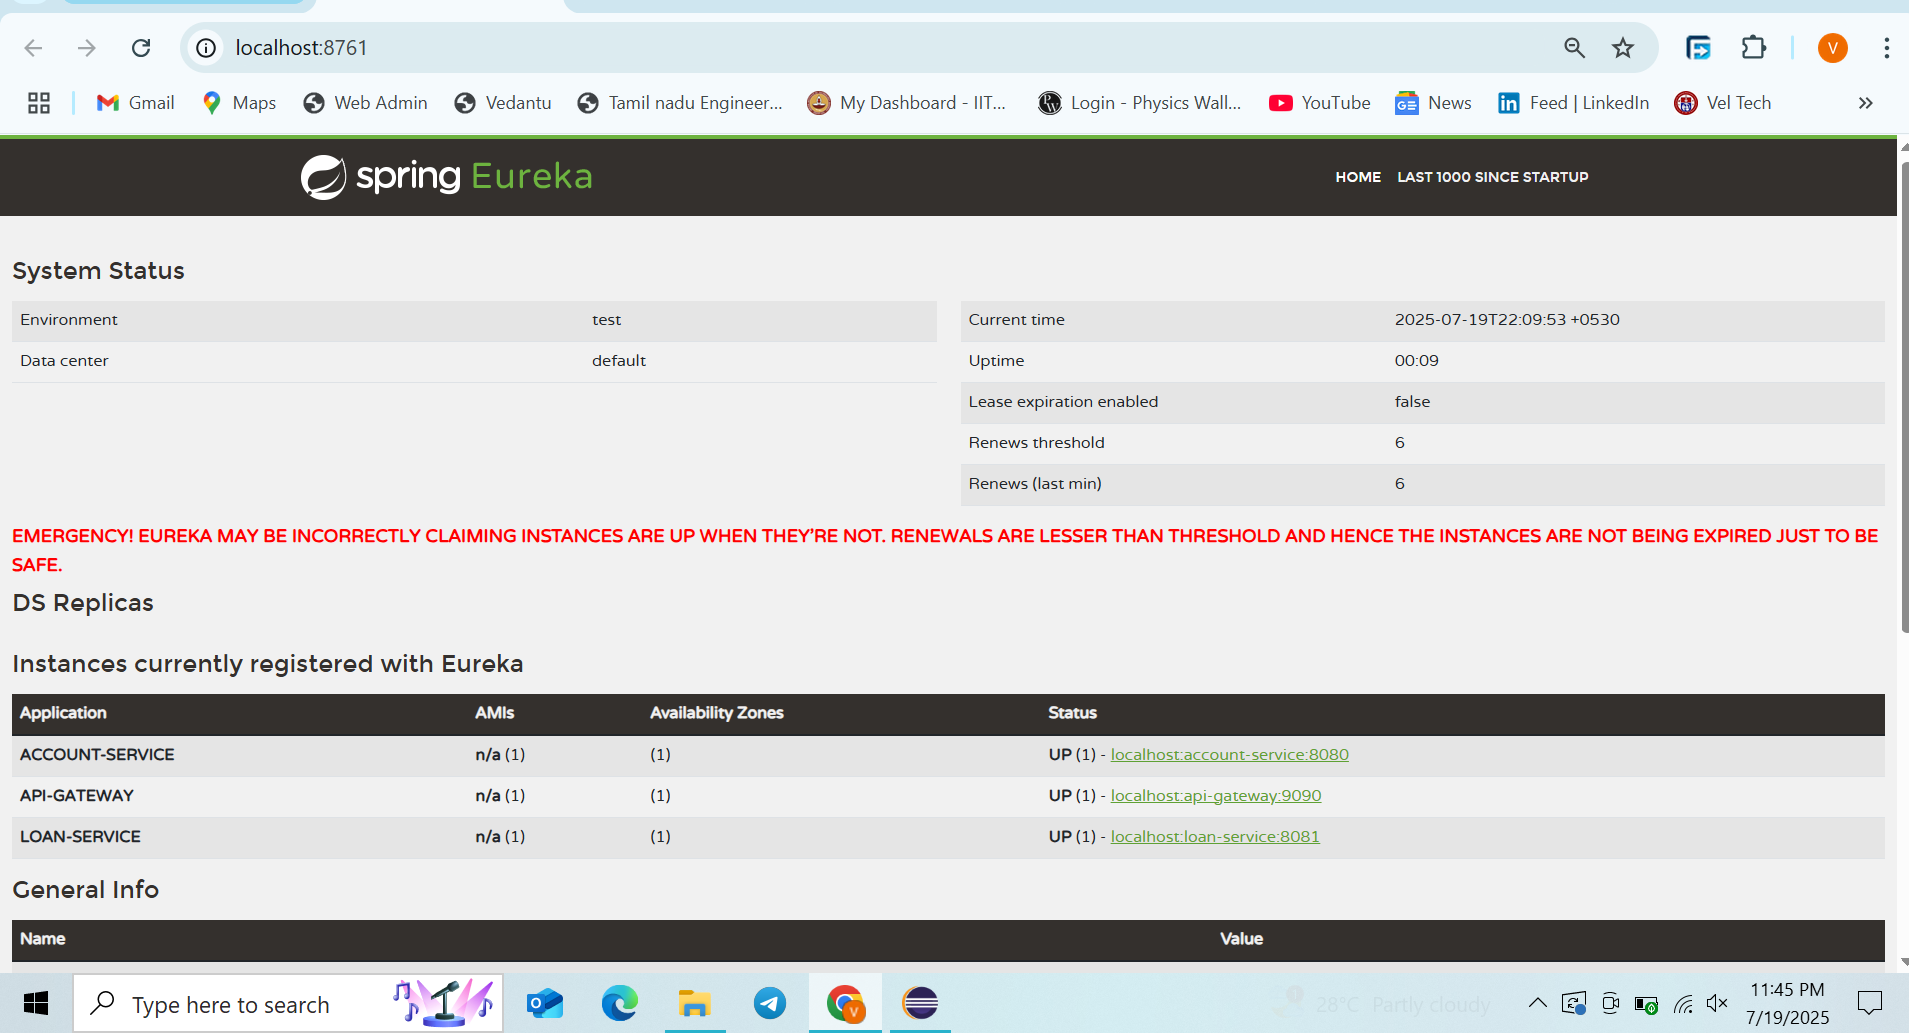 localhost:8761
Gmail Maps Web Admin Vedantu Tamil nadu Engineer... My Dashboard - IIT... Login - Physics Wall... YouTube News Feed | LinkedIn Vel Tech
V
spring Eureka
HOME LAST 1000 SINCE STARTUP
System Status
Environment test
Data center default
Current time 2025-07-19T22:09:53 +0530
Uptime 00:09
Lease expiration enabled false
Renews threshold 6
Renews (last min) 6
EMERGENCY! EUREKA MAY BE INCORRECTLY CLAIMING INSTANCES ARE UP WHEN THEY'RE NOT. RENEWALS ARE LESSER THAN THRESHOLD AND HENCE THE INSTANCES ARE NOT BEING EXPIRED JUST TO BE
SAFE.
DS Replicas
Instances currently registered with Eureka
Application AMIs Availability Zones Status
ACCOUNT-SERVICE n/a (1) (1) UP (1) - localhost:account-service:8080
API-GATEWAY n/a (1) (1) UP (1) - localhost:api-gateway:9090
LOAN-SERVICE n/a (1) (1) UP (1) - localhost:loan-service:8081
General Info
Name Value
Type here to search
28°C Partly cloudy
11:45 PM
7/19/2025